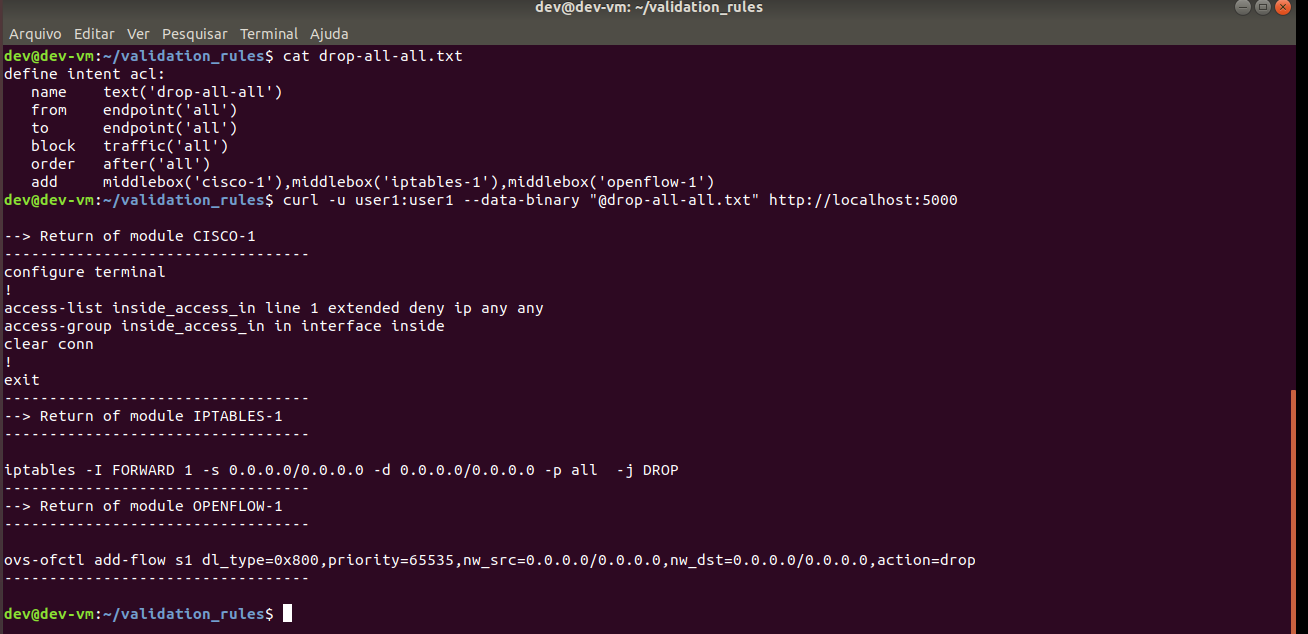 dev@dev-vm: ~/validation_rules
Arquivo Editar Ver Pesquisar Terminal Ajuda
dev@dev-vm:~/validation_rules$ cat drop-all-all.txt
define intent acl:
   name    text('drop-all-all')
   from    endpoint('all')
   to      endpoint('all')
   block   traffic('all')
   order   after('all')
   add     middlebox('cisco-1'),middlebox('iptables-1'),middlebox('openflow-1')
dev@dev-vm:~/validation_rules$ curl -u user1:user1 --data-binary "@drop-all-all.txt" http://localhost:5000

--> Return of module CISCO-1
----------------------------------
configure terminal
!
access-list inside_access_in line 1 extended deny ip any any
access-group inside_access_in in interface inside
clear conn
!
exit
----------------------------------
--> Return of module IPTABLES-1
----------------------------------

iptables -I FORWARD 1 -s 0.0.0.0/0.0.0.0 -d 0.0.0.0/0.0.0.0 -p all  -j DROP
----------------------------------
--> Return of module OPENFLOW-1
----------------------------------

ovs-ofctl add-flow s1 dl_type=0x800,priority=65535,nw_src=0.0.0.0/0.0.0.0,nw_dst=0.0.0.0/0.0.0.0,action=drop
----------------------------------

dev@dev-vm:~/validation_rules$